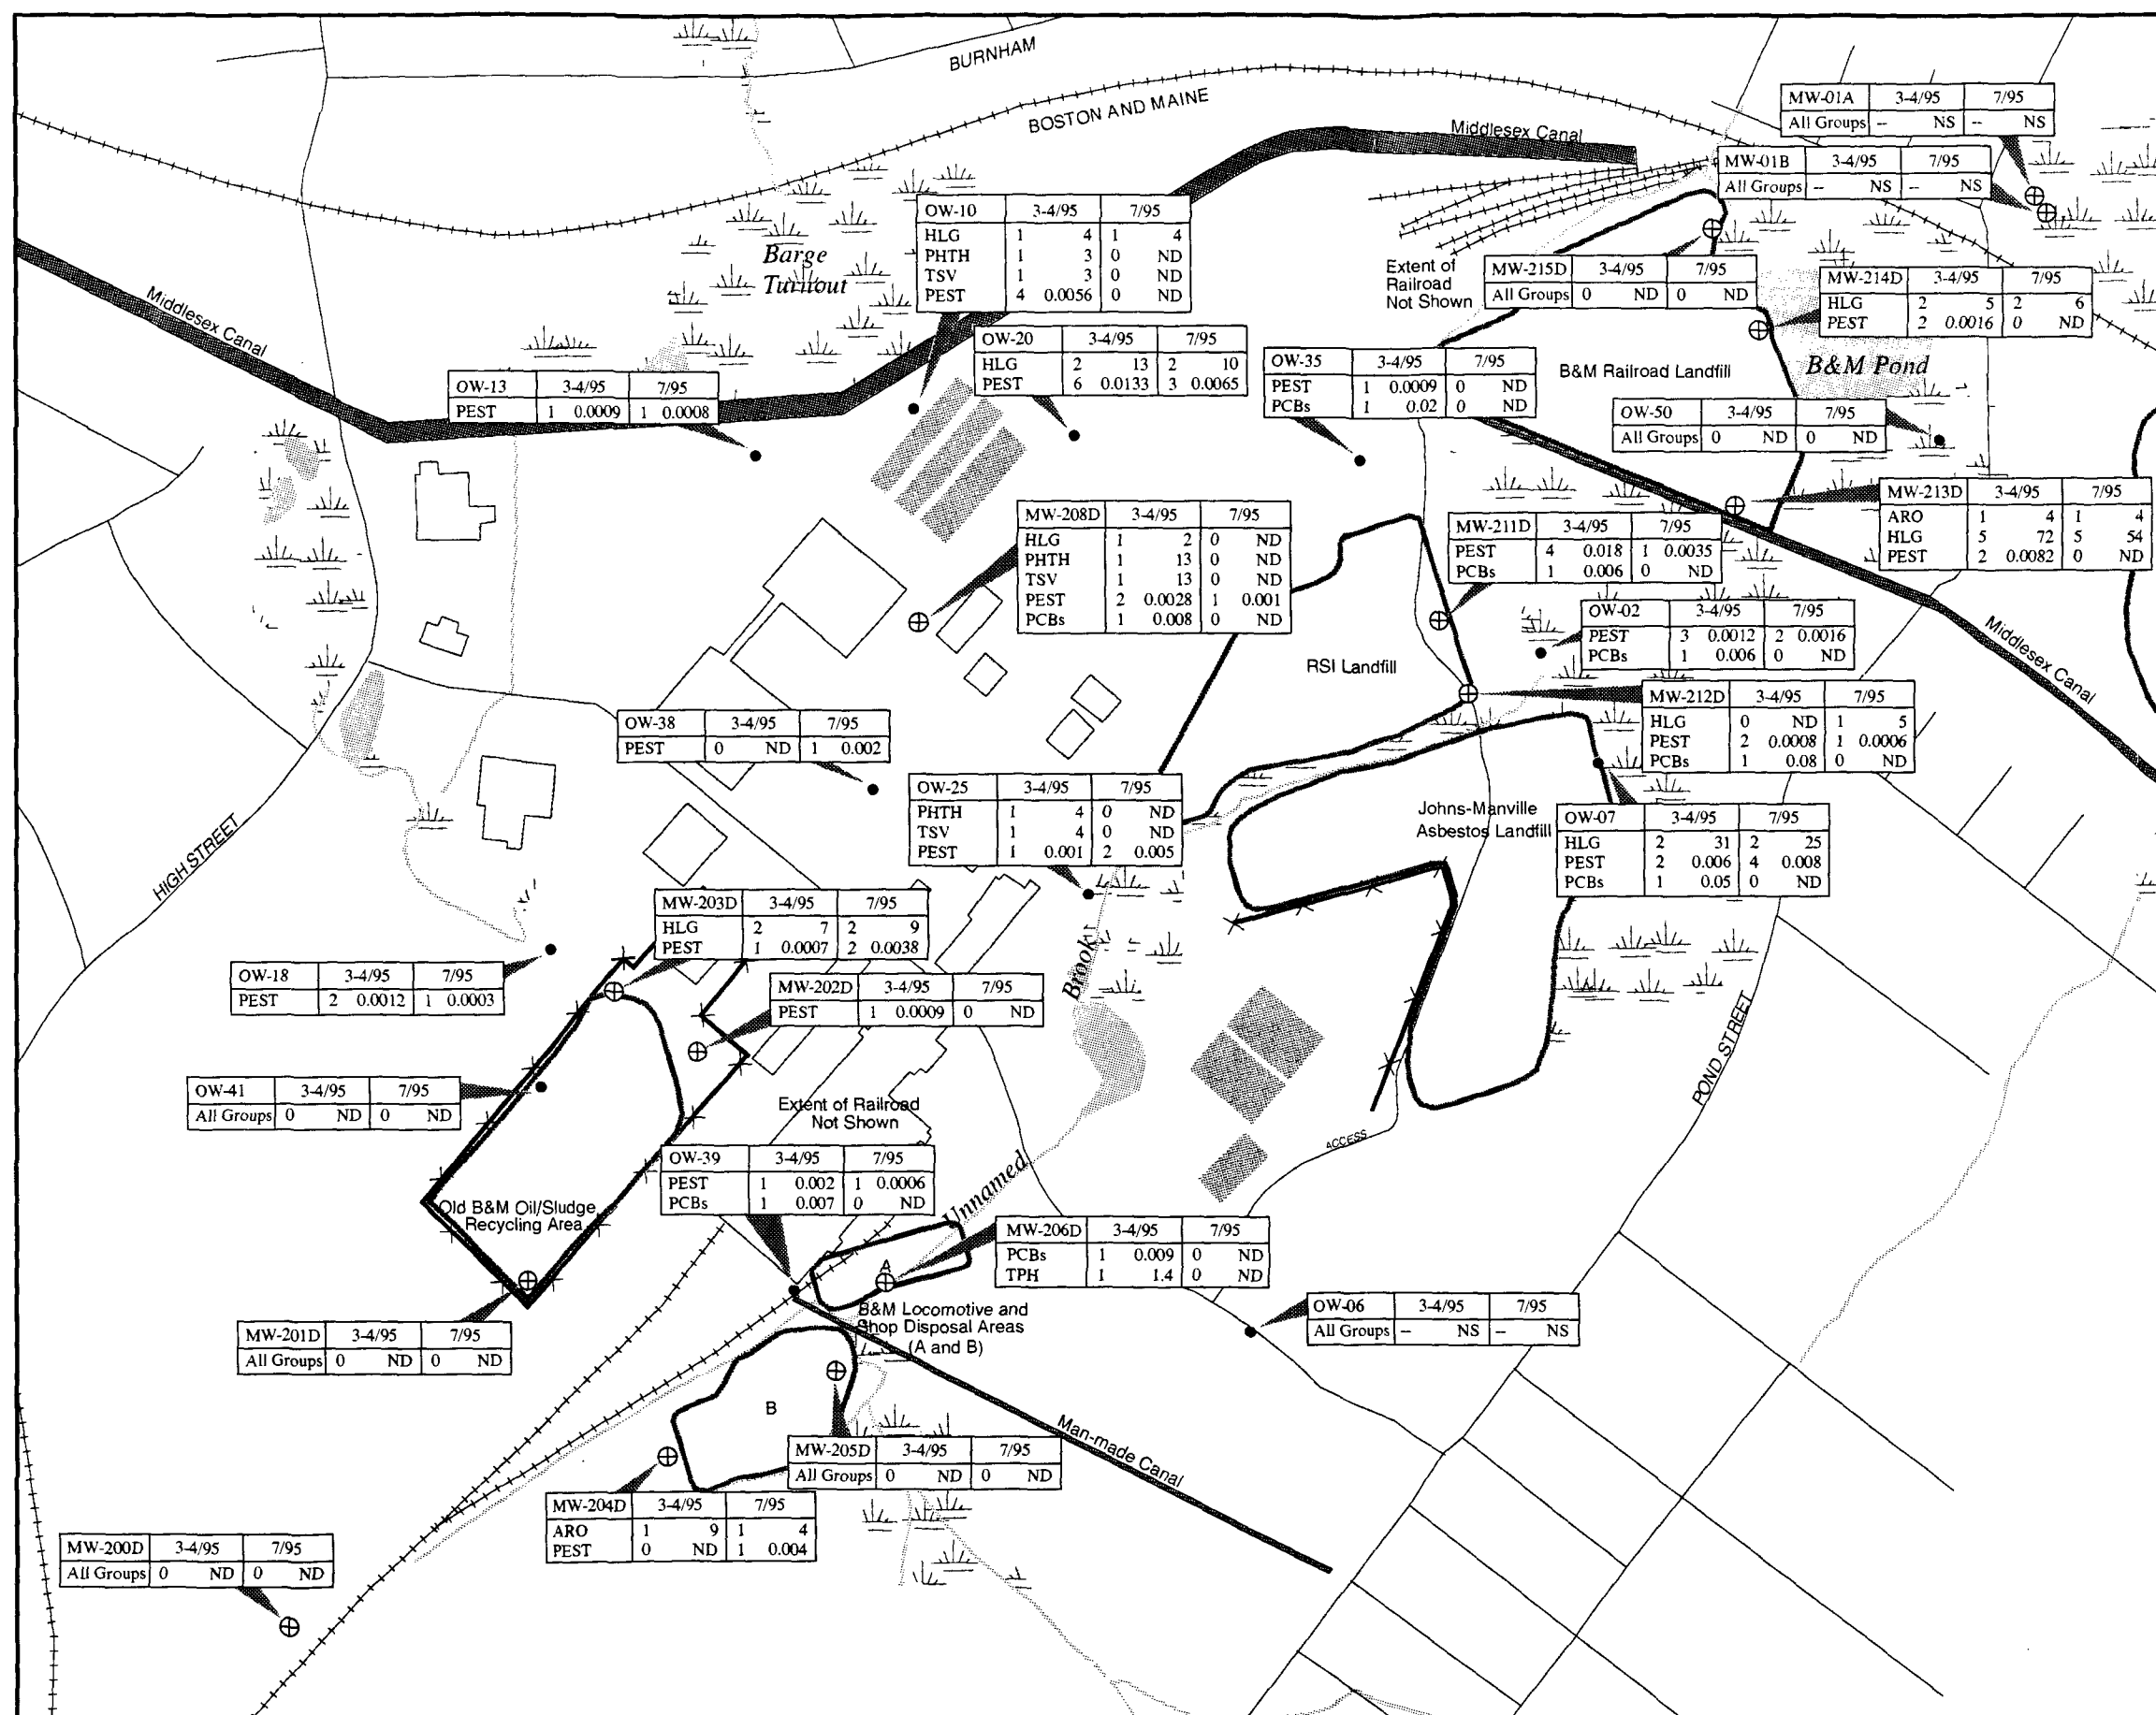 BURNHAM
BOSTON AND MAINE
Middlesex Canal
MW-01A 3-4/95 7/95
All Groups -- NS -- NS
MW-01B 3-4/95 7/95
All Groups -- NS -- NS
OW-10 3-4/95 7/95
HLG 1 4 1 4
PHTH 1 3 0 ND
TSV 1 3 0 ND
PEST 4 0.0056 0 ND
Barge
Turnout
Extent of
Railroad
Not Shown
MW-215D 3-4/95 7/95
All Groups 0 ND 0 ND
MW-214D 3-4/95 7/95
HLG 2 5 2 6
PEST 2 0.0016 0 ND
Middlesex Canal
OW-20 3-4/95 7/95
HLG 2 13 2 10
PEST 6 0.0133 3 0.0065
OW-35 3-4/95 7/95
PEST 1 0.0009 0 ND
PCBs 1 0.02 0 ND
B&M Railroad Landfill
B&M Pond
OW-13 3-4/95 7/95
PEST 1 0.0009 1 0.0008
OW-50 3-4/95 7/95
All Groups 0 ND 0 ND
MW-213D 3-4/95 7/95
ARO 1 4 1 4
HLG 5 72 5 54
PEST 2 0.0082 0 ND
MW-208D 3-4/95 7/95
HLG 1 2 0 ND
PHTH 1 13 0 ND
TSV 1 13 0 ND
PEST 2 0.0028 1 0.001
PCBs 1 0.008 0 ND
MW-211D 3-4/95 7/95
PEST 4 0.018 1 0.0035
PCBs 1 0.006 0 ND
OW-02 3-4/95 7/95
PEST 3 0.0012 2 0.0016
PCBs 1 0.006 0 ND
Middlesex Canal
RSI Landfill
MW-212D 3-4/95 7/95
HLG 0 ND 1 5
PEST 2 0.0008 1 0.0006
PCBs 1 0.08 0 ND
OW-38 3-4/95 7/95
PEST 0 ND 1 0.002
OW-25 3-4/95 7/95
PHTH 1 4 0 ND
TSV 1 4 0 ND
PEST 1 0.001 2 0.005
Johns-Manville
Asbestos Landfill
OW-07 3-4/95 7/95
HLG 2 31 2 25
PEST 2 0.006 4 0.008
PCBs 1 0.05 0 ND
HIGH STREET
MW-203D 3-4/95 7/95
HLG 2 7 2 9
PEST 1 0.0007 2 0.0038
OW-18 3-4/95 7/95
PEST 2 0.0012 1 0.0003
MW-202D 3-4/95 7/95
PEST 1 0.0009 0 ND
Brook
POND STREET
OW-41 3-4/95 7/95
All Groups 0 ND 0 ND
Extent of Railroad
Not Shown
ACCESS
OW-39 3-4/95 7/95
PEST 1 0.002 1 0.0006
PCBs 1 0.007 0 ND
Unnamed
Old B&M Oil/Sludge
Recycling Area
MW-206D 3-4/95 7/95
PCBs 1 0.009 0 ND
TPH 1 1.4 0 ND
A
B&M Locomotive and
Shop Disposal Areas
(A and B)
OW-06 3-4/95 7/95
All Groups -- NS -- NS
MW-201D 3-4/95 7/95
All Groups 0 ND 0 ND
B
Man-made Canal
MW-205D 3-4/95 7/95
All Groups 0 ND 0 ND
MW-204D 3-4/95 7/95
ARO 1 9 1 4
PEST 0 ND 1 0.004
MW-200D 3-4/95 7/95
All Groups 0 ND 0 ND